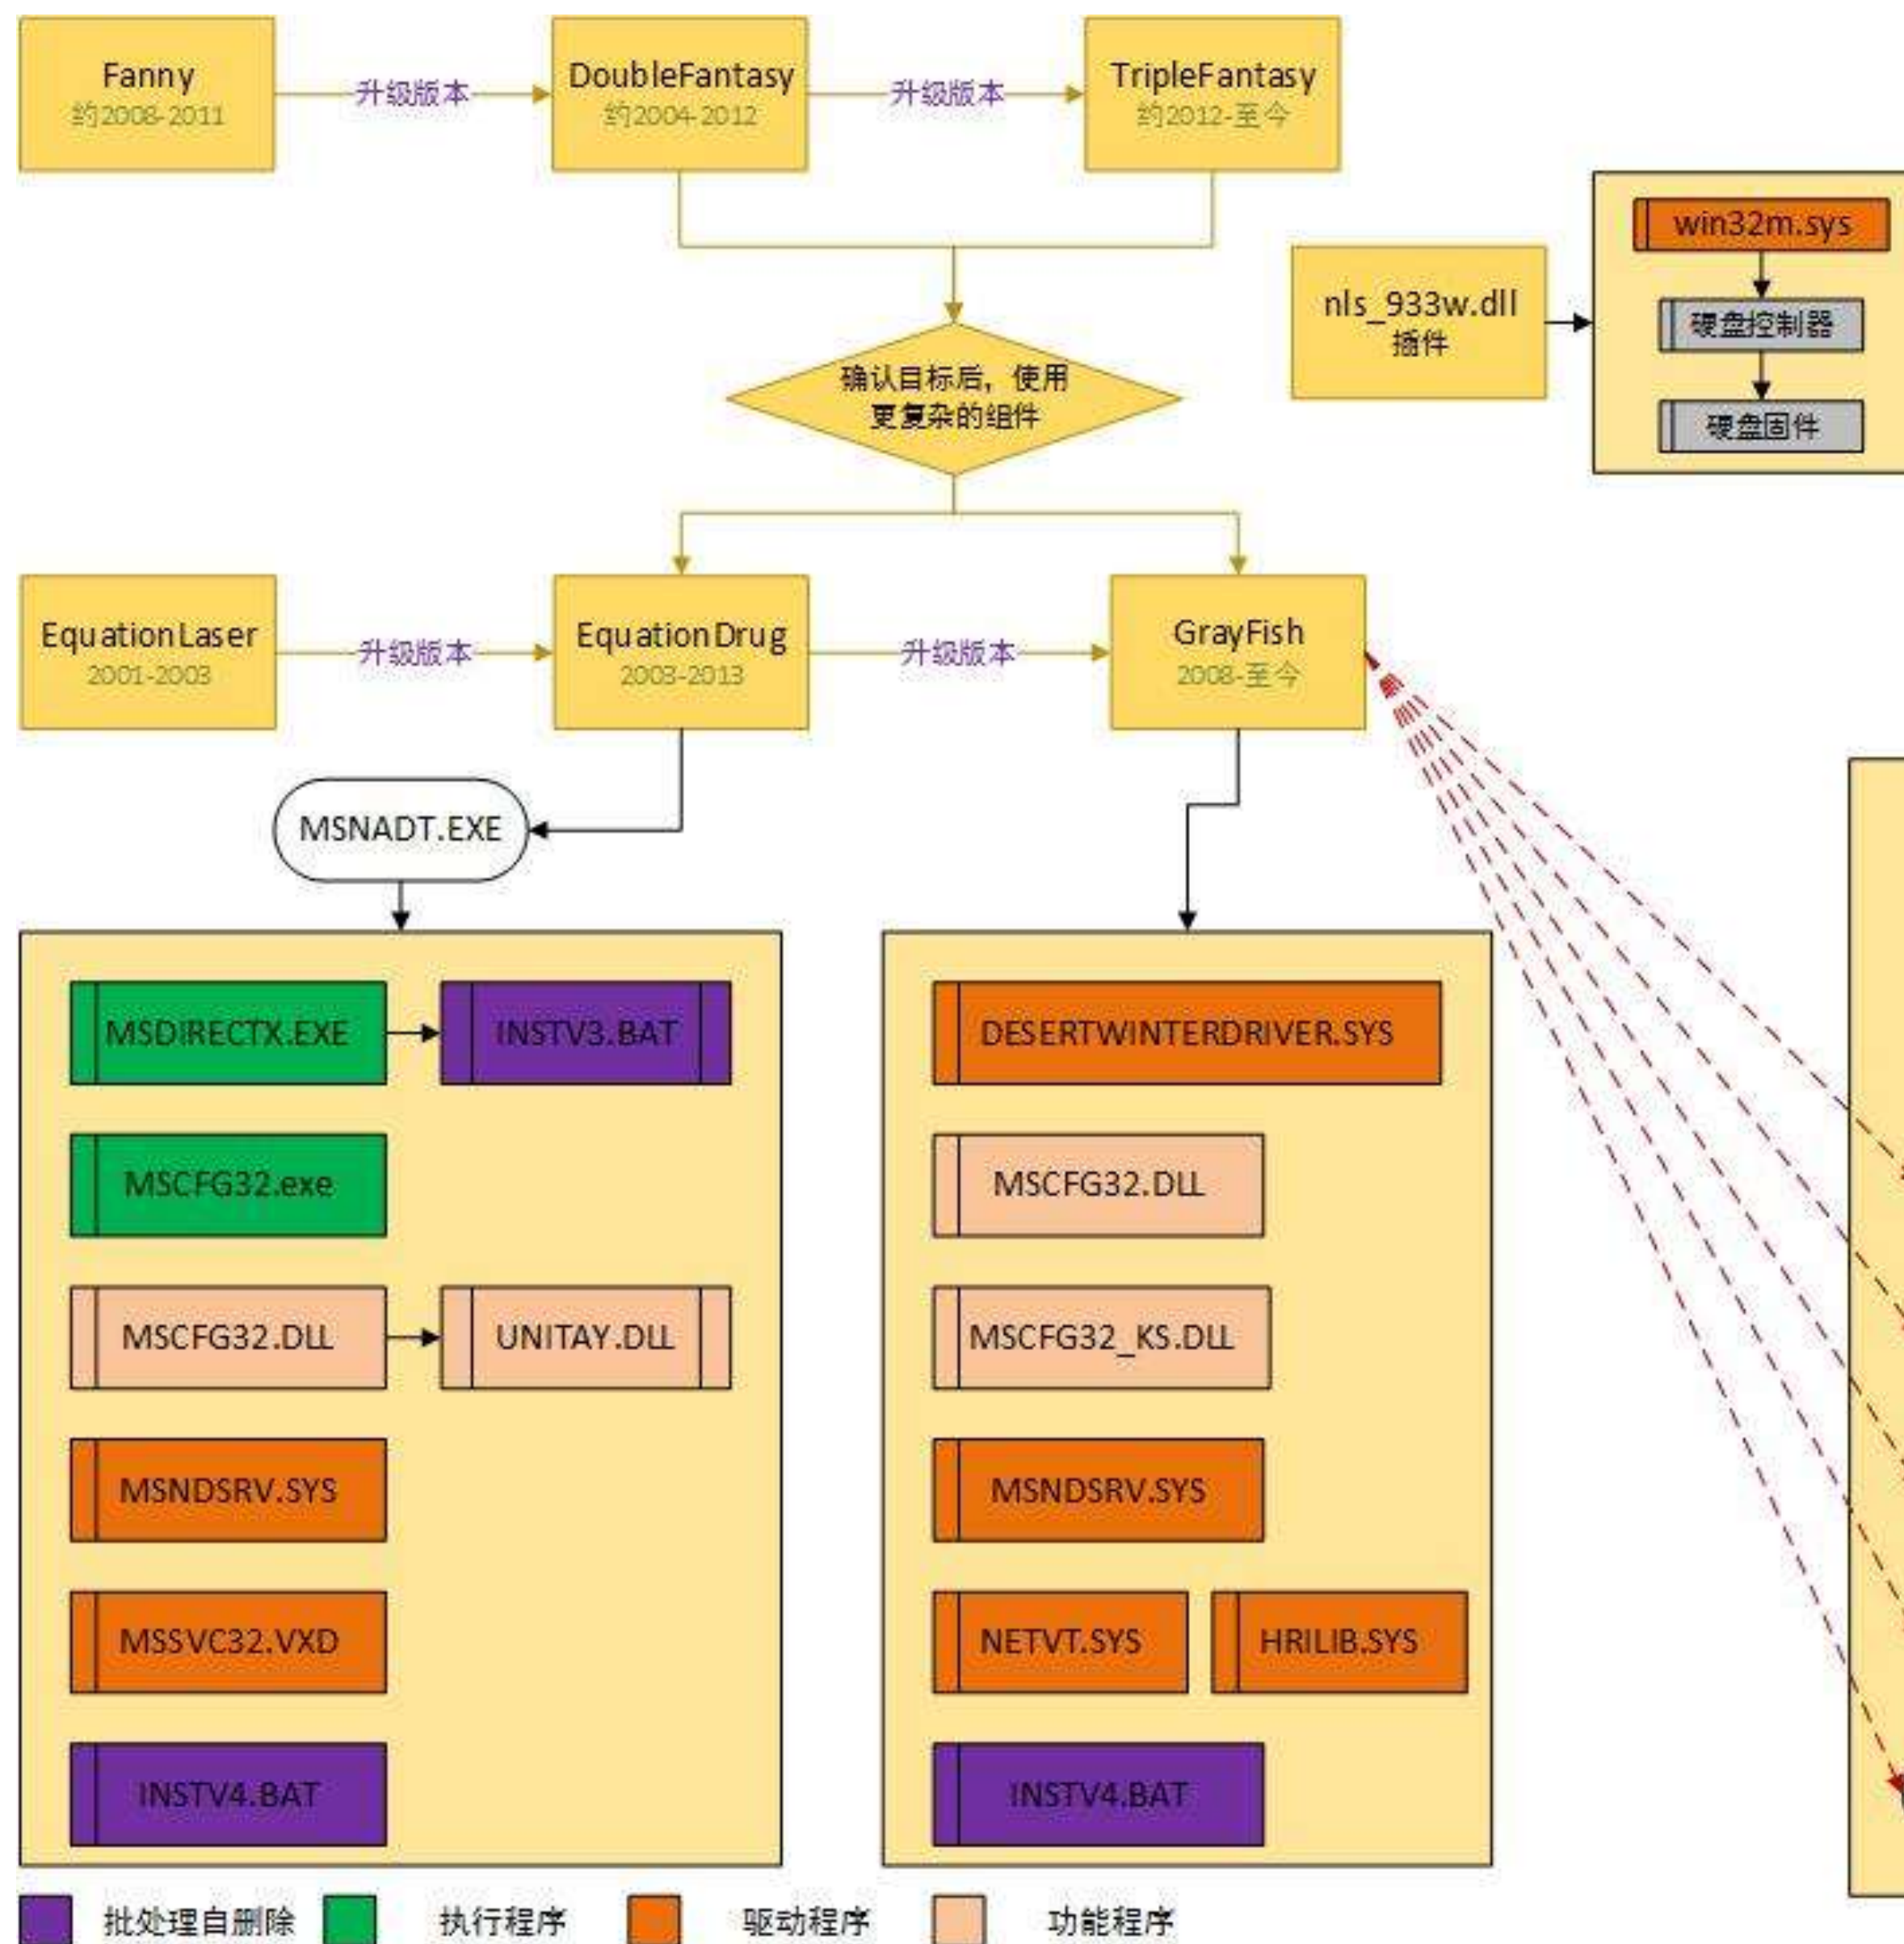 Fanny
约2008-2011
升级版本
DoubleFantasy
约2004-2012
升级版本
TripleFantasy
约2012-至今
win32m.sys
nls_933w.dll
插件
硬盘控制器
硬盘固件
确认目标后，使用
更复杂的组件
EquationLaser
2001-2003
升级版本
EquationDrug
2003-2013
升级版本
GrayFish
2008-至今
MSNADT.EXE
MSDIRECTX.EXE
INSTV3.BAT
MSCFG32.exe
MSCFG32.DLL
UNITAY.DLL
MSNDSRV.SYS
MSSVC32.VXD
INSTV4.BAT
DESERTWINTERDRIVER.SYS
MSCFG32.DLL
MSCFG32_KS.DLL
MSNDSRV.SYS
NETVT.SYS
HRILIB.SYS
INSTV4.BAT
批处理自删除
执行程序
驱动程序
功能程序